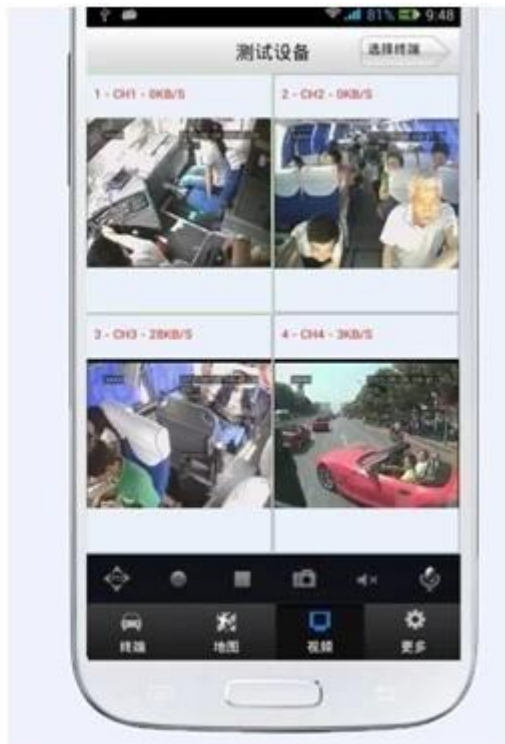 81% 9:48
测试设备 选择终端
1 - CH1 - 0KB/S 2 - CH2 - 0KB/S
3 - CH3 - 28KB/S 4 - CH4 - 3KB/S
终端 地图 视频 更多